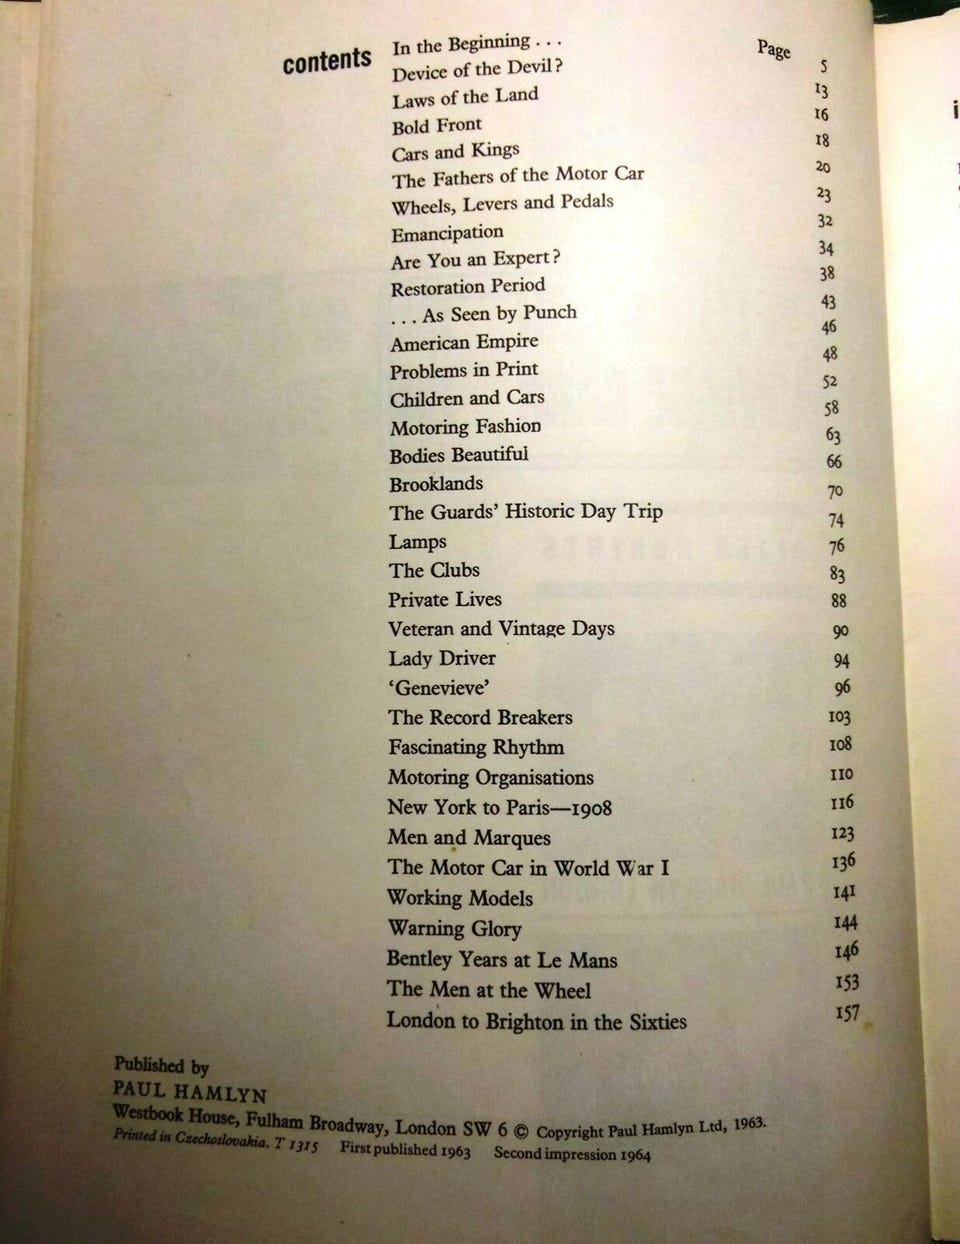 contents
Page
In the Beginning . . . 5
Device of the Devil? 13
Laws of the Land 16
Bold Front 18
Cars and Kings 20
The Fathers of the Motor Car 23
Wheels, Levers and Pedals 32
Emancipation 34
Are You an Expert? 38
Restoration Period 43
. . . As Seen by Punch 46
American Empire 48
Problems in Print 52
Children and Cars 58
Motoring Fashion 63
Bodies Beautiful 66
Brooklands 70
The Guards' Historic Day Trip 74
Lamps 76
The Clubs 83
Private Lives 88
Veteran and Vintage Days 90
Lady Driver 94
'Genevieve' 96
The Record Breakers 103
Fascinating Rhythm 108
Motoring Organisations 110
New York to Paris—1908 116
Men and Marques 123
The Motor Car in World War I 136
Working Models 141
Warning Glory 144
Bentley Years at Le Mans 146
The Men at the Wheel 153
London to Brighton in the Sixties 157
Published by
PAUL HAMLYN
Westbook House, Fulham Broadway, London SW 6 © Copyright Paul Hamlyn Ltd, 1963.
Printed in Czechoslovakia. T 1315 First published 1963 Second impression 1964